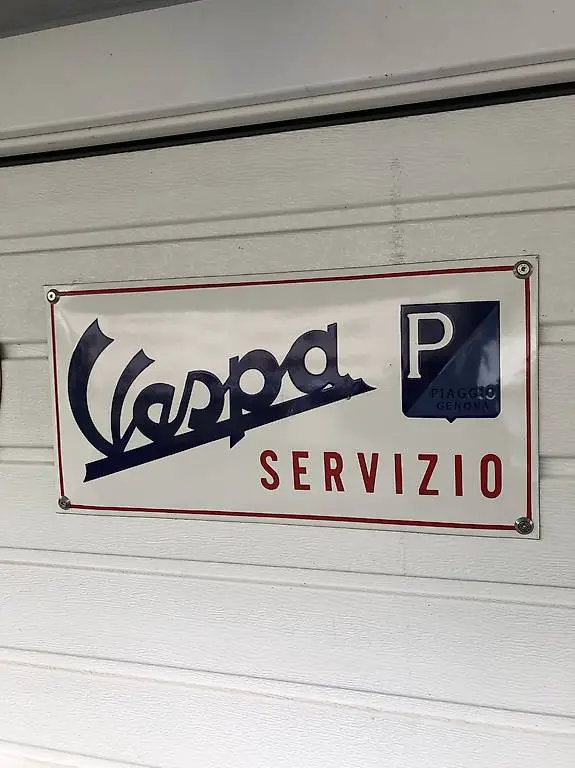 Vespa
P
PIAGGIO
GENOVA
SERVIZIO